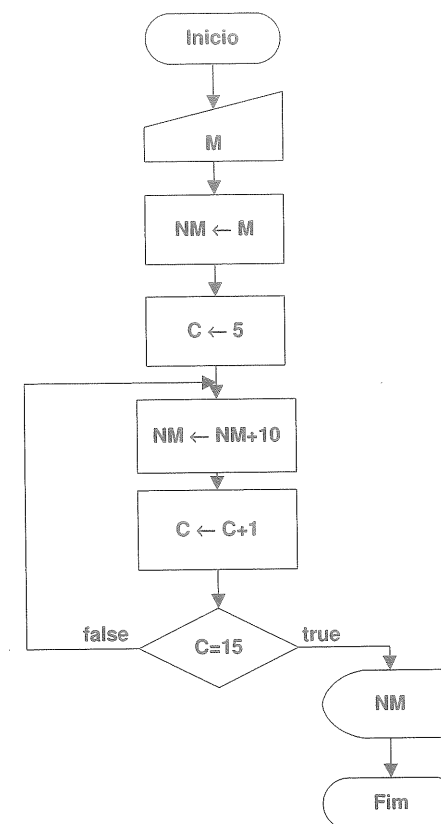 Inicio
M
NM ← M
C ← 5
NM ← NM+10
C ← C+1
false
C=15
true
NM
Fim